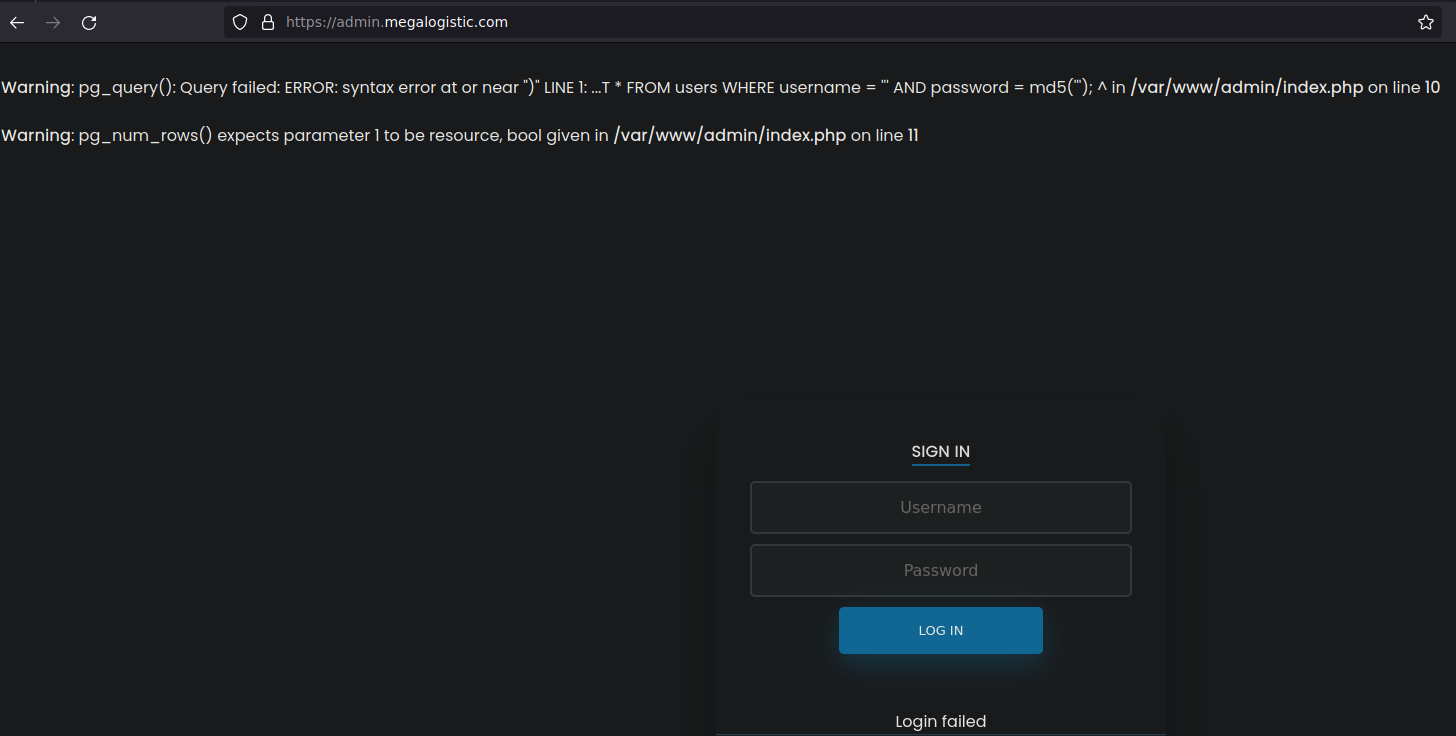 https://admin.megalogistic.com
Warning: pg_query(): Query failed: ERROR: syntax error at or near ")" LINE 1: ...T * FROM users WHERE username = ''' AND password = md5('''); ^ in /var/www/admin/index.php on line 10
Warning: pg_num_rows() expects parameter 1 to be resource, bool given in /var/www/admin/index.php on line 11
SIGN IN
Username
Password
LOG IN
Login failed